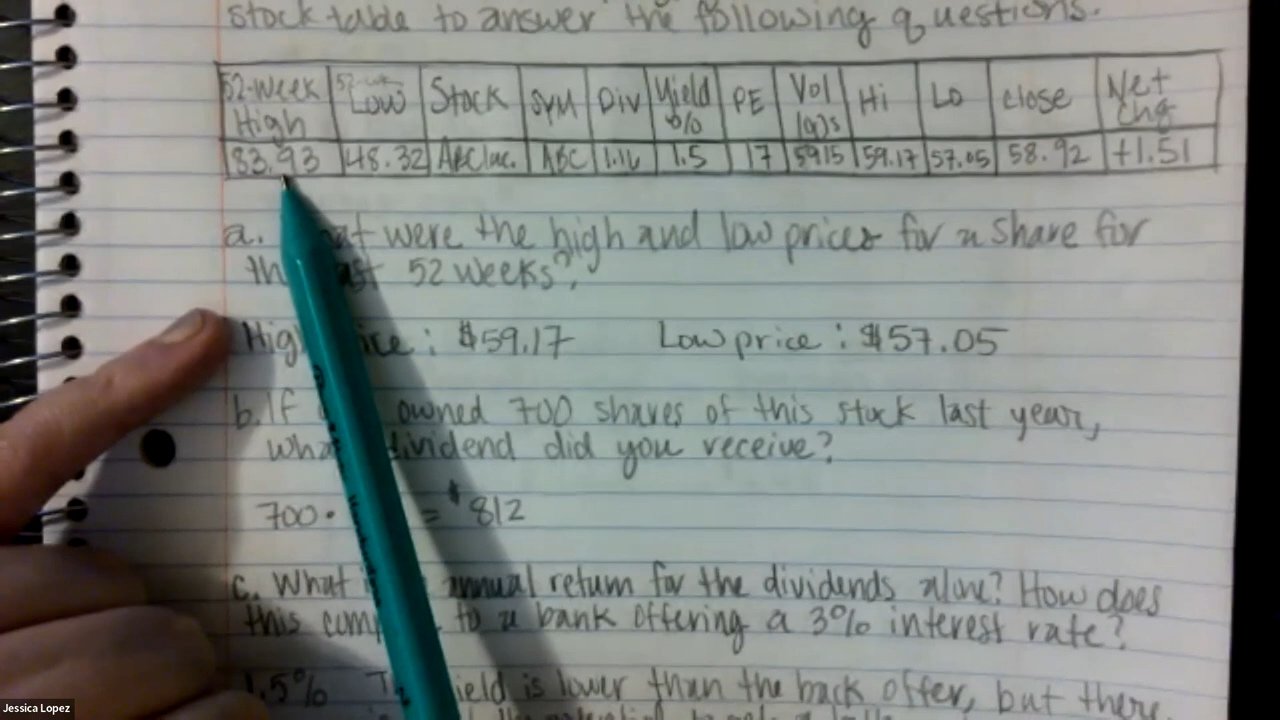 stock table to answer the following questions.
52-Week High 52-wk Low Stock SYM Div Yield % PE Vol 100s Hi Lo close Net chg
83.93 48.32 ABC Inc. ABC 1.16 1.5 17 5915 59.17 57.05 58.92 +1.51
a. at were the high and low prices for a share for
52 weeks?
High ice: $59.17 Low price: $57.05
b. If owned 700 shares of this stock last year,
dividend did you receive?
700 • = $812
c. What annual return for the dividends alone? How does
this to a bank offering a 3% interest rate?
1.5% is lower than the back offer, but there
Jessica Lopez